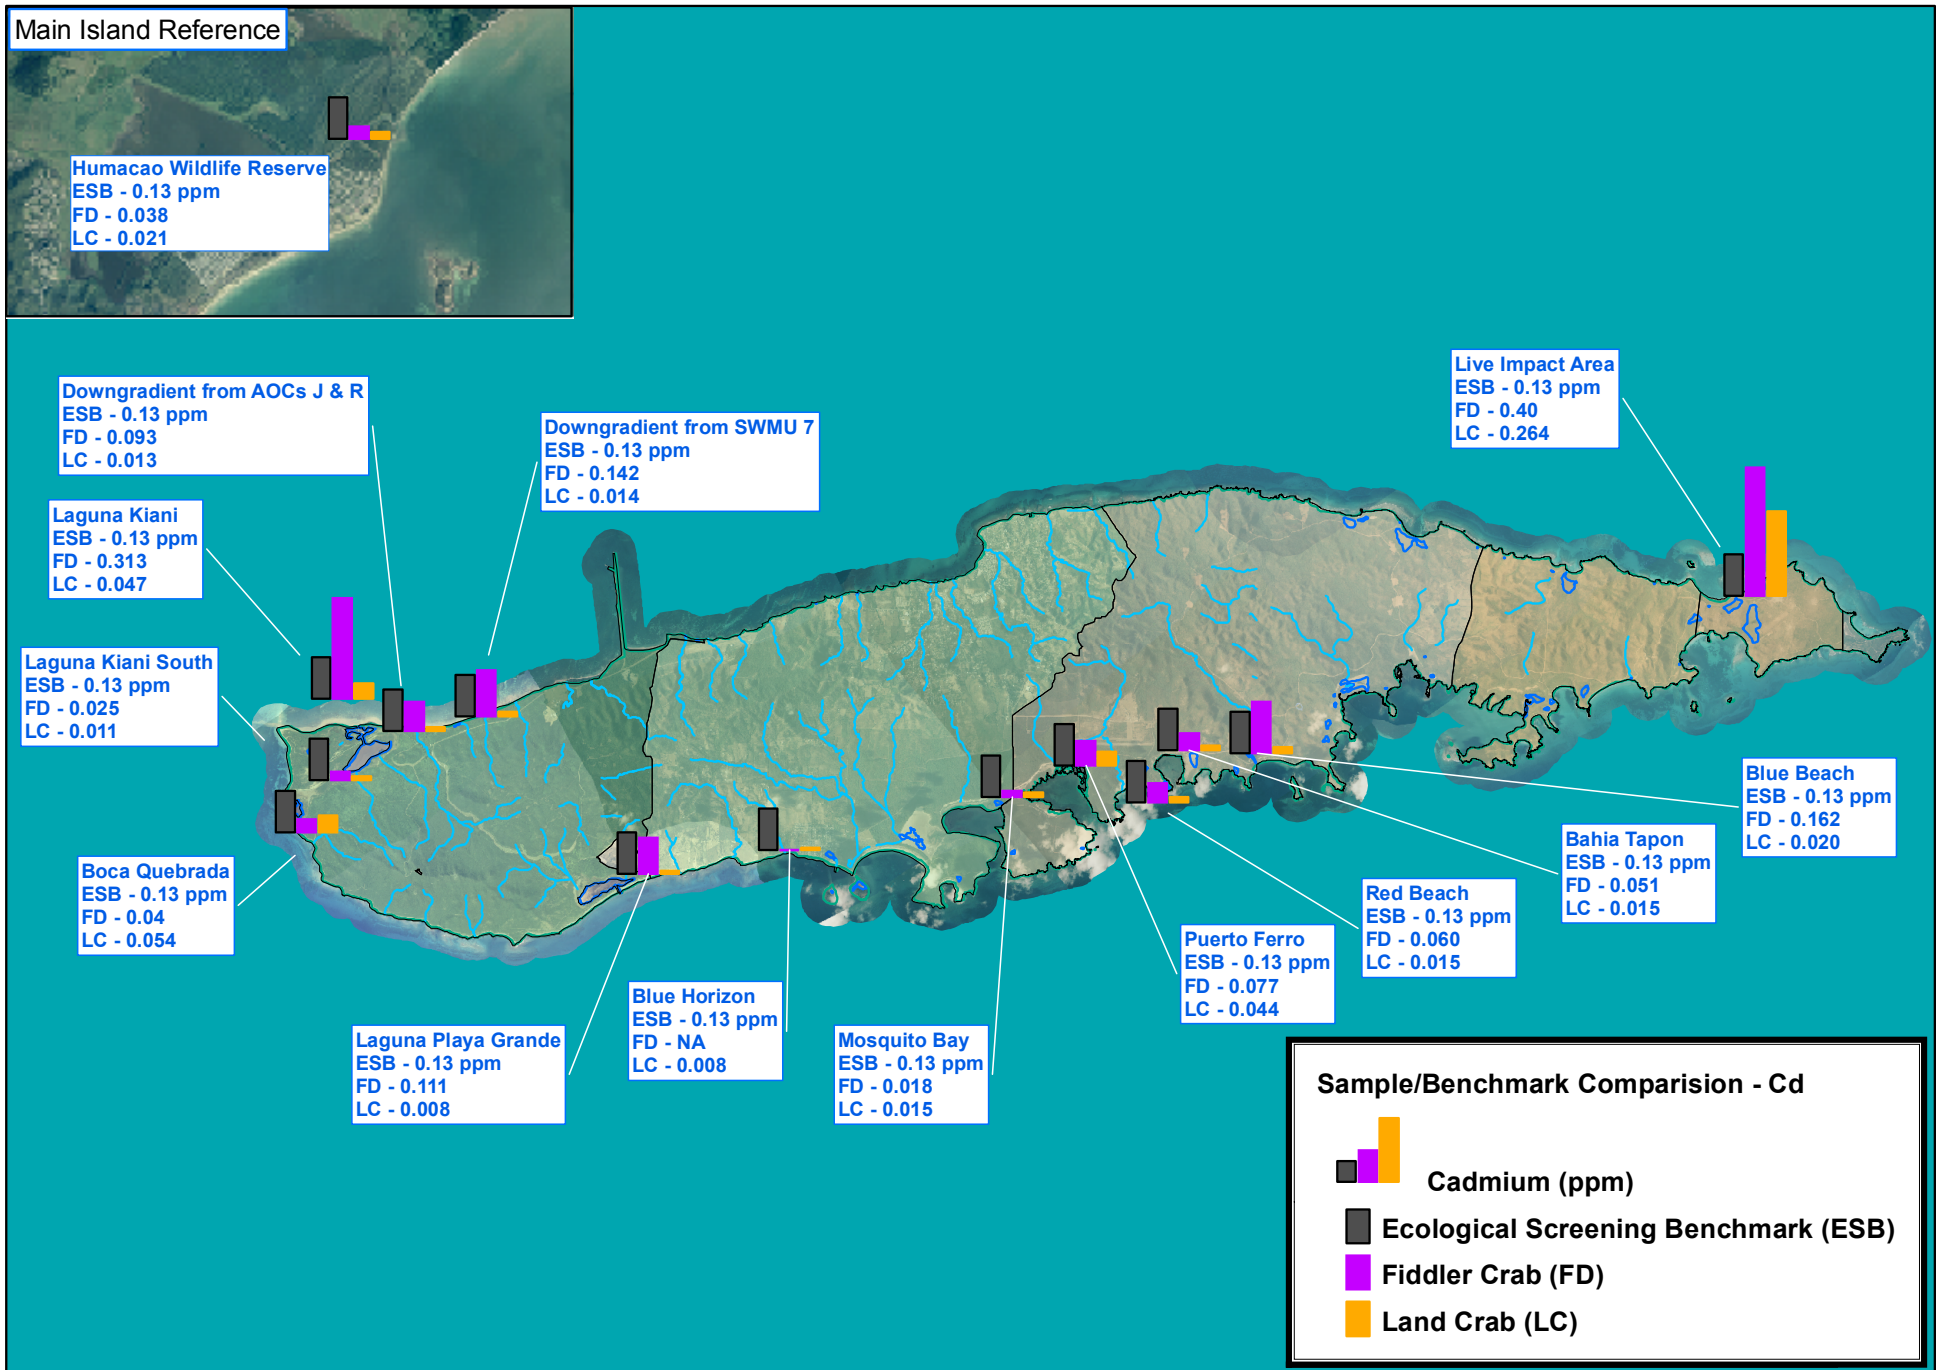 Main Island Reference
Humacao Wildlife Reserve
ESB - 0.13 ppm
FD - 0.038
LC - 0.021
Live Impact Area
ESB - 0.13 ppm
FD - 0.40
LC - 0.264
Downgradient from AOCs J & R
ESB - 0.13 ppm
FD - 0.093
LC - 0.013
Downgradient from SWMU 7
ESB - 0.13 ppm
FD - 0.142
LC - 0.014
Laguna Kiani
ESB - 0.13 ppm
FD - 0.313
LC - 0.047
Laguna Kiani South
ESB - 0.13 ppm
FD - 0.025
LC - 0.011
Boca Quebrada
ESB - 0.13 ppm
FD - 0.04
LC - 0.054
Laguna Playa Grande
ESB - 0.13 ppm
FD - 0.111
LC - 0.008
Blue Horizon
ESB - 0.13 ppm
FD - NA
LC - 0.008
Mosquito Bay
ESB - 0.13 ppm
FD - 0.018
LC - 0.015
Puerto Ferro
ESB - 0.13 ppm
FD - 0.077
LC - 0.044
Red Beach
ESB - 0.13 ppm
FD - 0.060
LC - 0.015
Bahia Tapon
ESB - 0.13 ppm
FD - 0.051
LC - 0.015
Blue Beach
ESB - 0.13 ppm
FD - 0.162
LC - 0.020
Sample/Benchmark Comparision - Cd
Cadmium (ppm)
Ecological Screening Benchmark (ESB)
Fiddler Crab (FD)
Land Crab (LC)